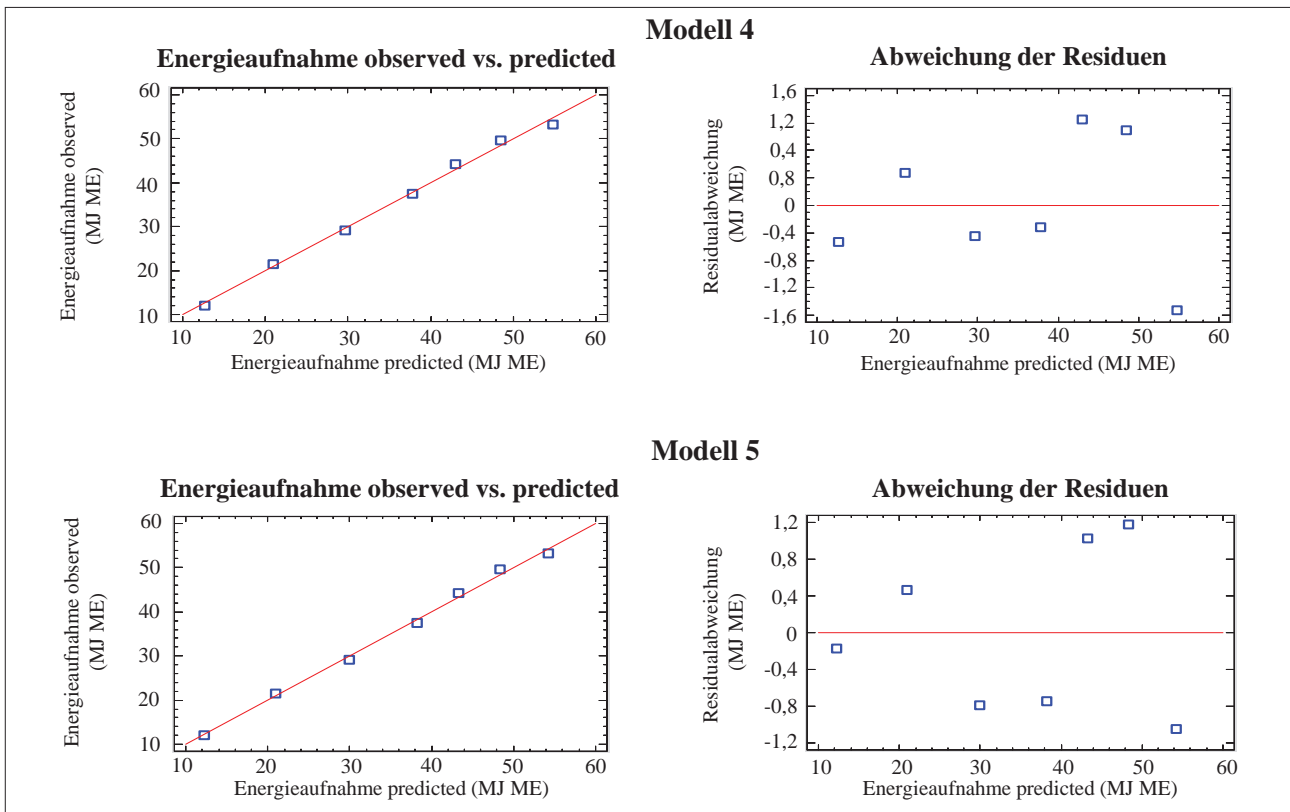 Modell 4
Energieaufnahme observed vs. predicted
Energieaufnahme observed
(MJ ME)
60
50
40
30
20
10
10 20 30 40 50 60
Energieaufnahme predicted (MJ ME)
Abweichung der Residuen
Residualabweichung
(MJ ME)
1,6
1,2
0,4
0,8
0
-0,4
-0,8
-1,2
-1,6
10 20 30 40 50 60
Energieaufnahme predicted (MJ ME)
Modell 5
Energieaufnahme observed vs. predicted
Energieaufnahme observed
(MJ ME)
60
50
40
30
20
10
10 20 30 40 50 60
Energieaufnahme predicted (MJ ME)
Abweichung der Residuen
Residualabweichung
(MJ ME)
1,2
0,8
0,4
0
-0,4
-0,8
-1,2
10 20 30 40 50 60
Energieaufnahme predicted (MJ ME)